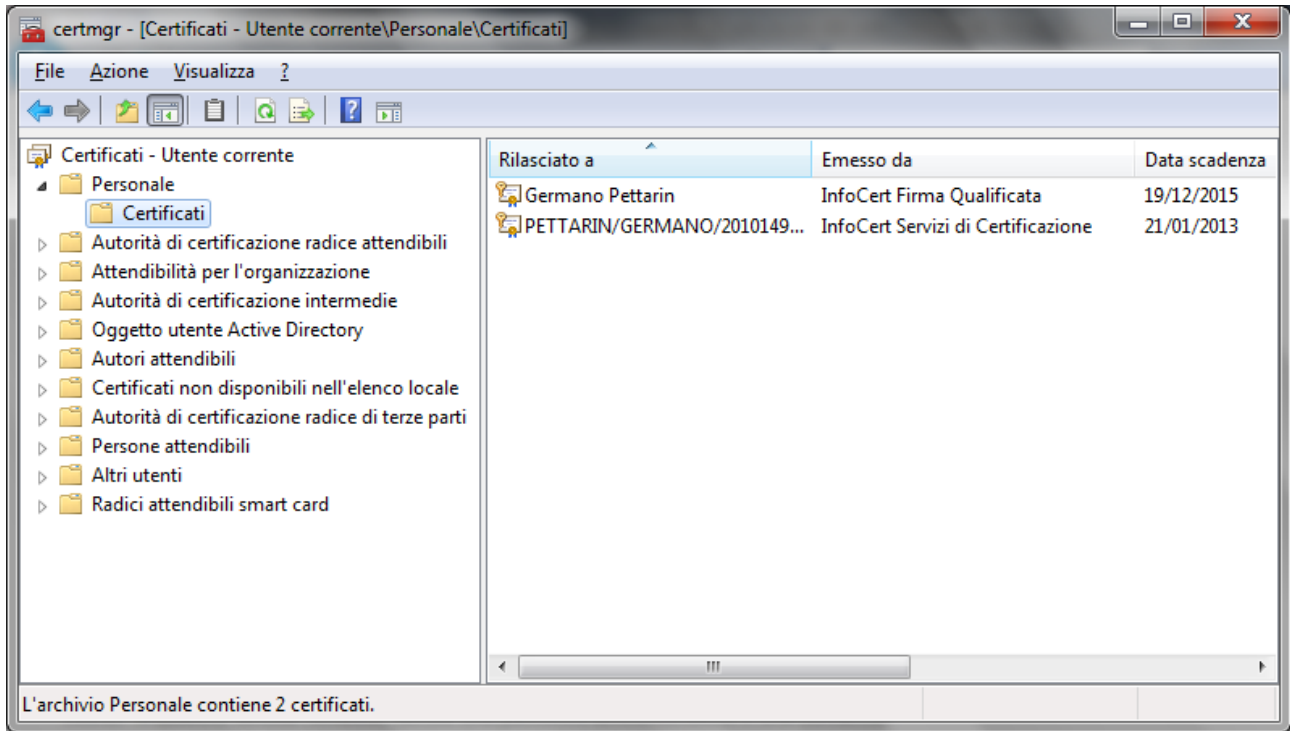 certmgr - [Certificati - Utente corrente\Personale\Certificati]
File Azione Visualizza ?
Certificati - Utente corrente
Personale
Certificati
Autorità di certificazione radice attendibili
Attendibilità per l'organizzazione
Autorità di certificazione intermedie
Oggetto utente Active Directory
Autori attendibili
Certificati non disponibili nell'elenco locale
Autorità di certificazione radice di terze parti
Persone attendibili
Altri utenti
Radici attendibili smart card
Rilasciato a Emesso da Data scadenza
Germano Pettarin InfoCert Firma Qualificata 19/12/2015
PETTARIN/GERMANO/2010149... InfoCert Servizi di Certificazione 21/01/2013
L'archivio Personale contiene 2 certificati.